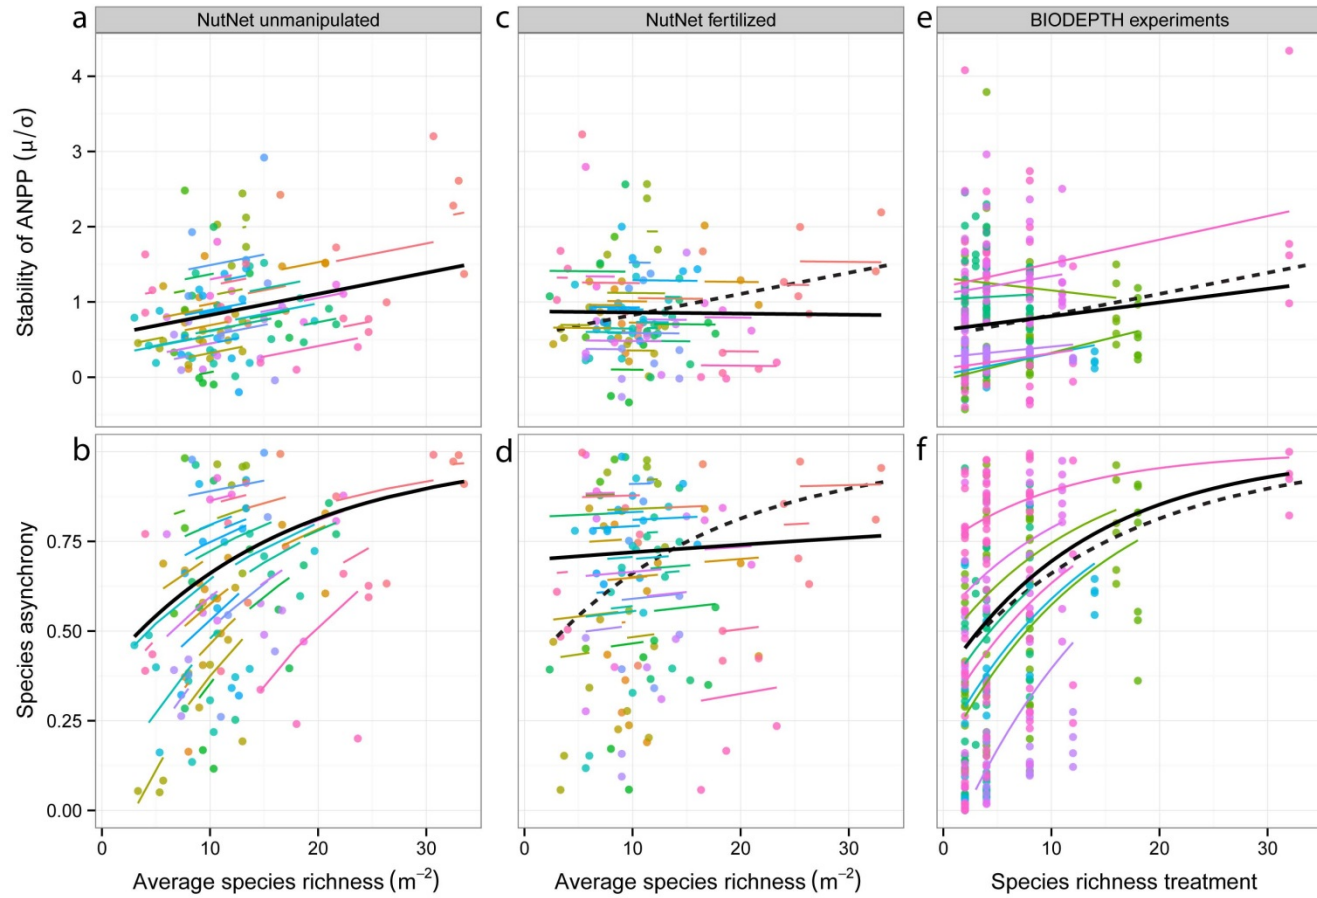 a
NutNet unmanipulated
c
NutNet fertilized
e
BIODEPTH experiments
Stability of ANPP (μ/σ)
4
3
2
1
0
b
d
f
Species asynchrony
0.75
0.50
0.25
0.00
0 10 20 30
0 10 20 30
0 10 20 30
Average species richness (m⁻²)
Average species richness (m⁻²)
Species richness treatment